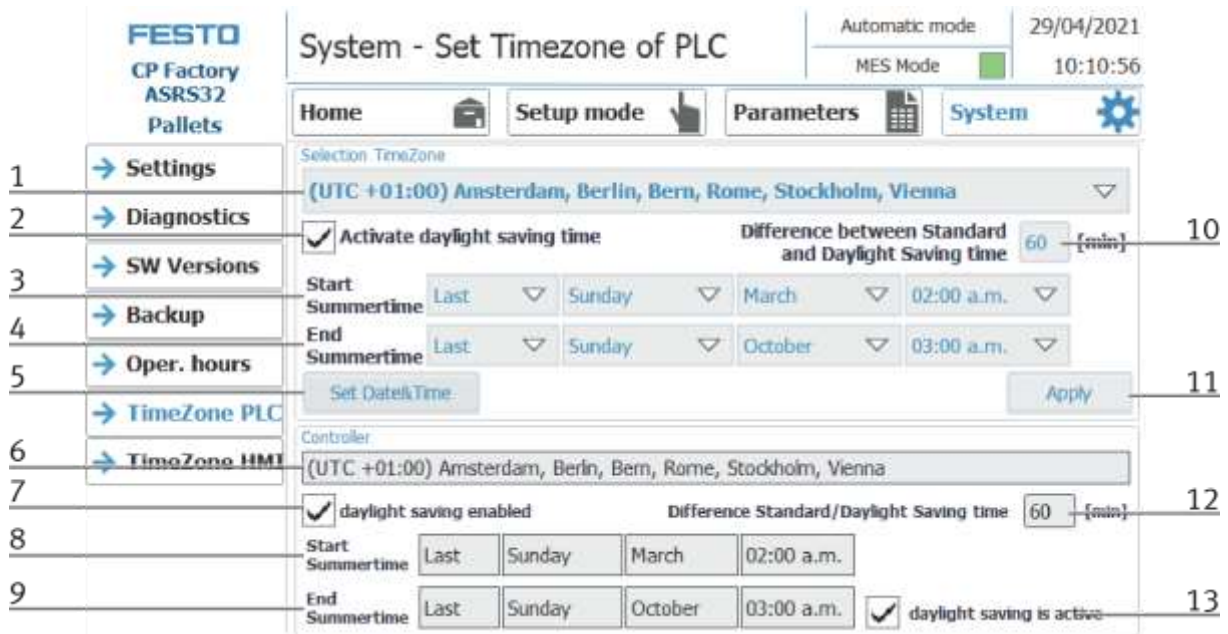 FESTO
CP Factory
ASRS32
Pallets
System - Set Timezone of PLC
Automatic mode
MES Mode
29/04/2021
10:10:56
Home
Setup mode
Parameters
System
Settings
Diagnostics
SW Versions
Backup
Oper. hours
TimeZone PLC
TimeZone HMI
Selection TimeZone
(UTC +01:00) Amsterdam, Berlin, Bern, Rome, Stockholm, Vienna
Activate daylight saving time
Difference between Standard
and Daylight Saving time
60 [min]
Start
Summertime
Last Sunday March 02:00 a.m.
End
Summertime
Last Sunday October 03:00 a.m.
Set Date&Time
Apply
Controller
(UTC +01:00) Amsterdam, Berlin, Bern, Rome, Stockholm, Vienna
daylight saving enabled
Difference Standard/Daylight Saving time 60 [min]
Start
Summertime
Last Sunday March 02:00 a.m.
End
Summertime
Last Sunday October 03:00 a.m.
daylight saving is active
1
2
3
4
5
6
7
8
9
10
11
12
13